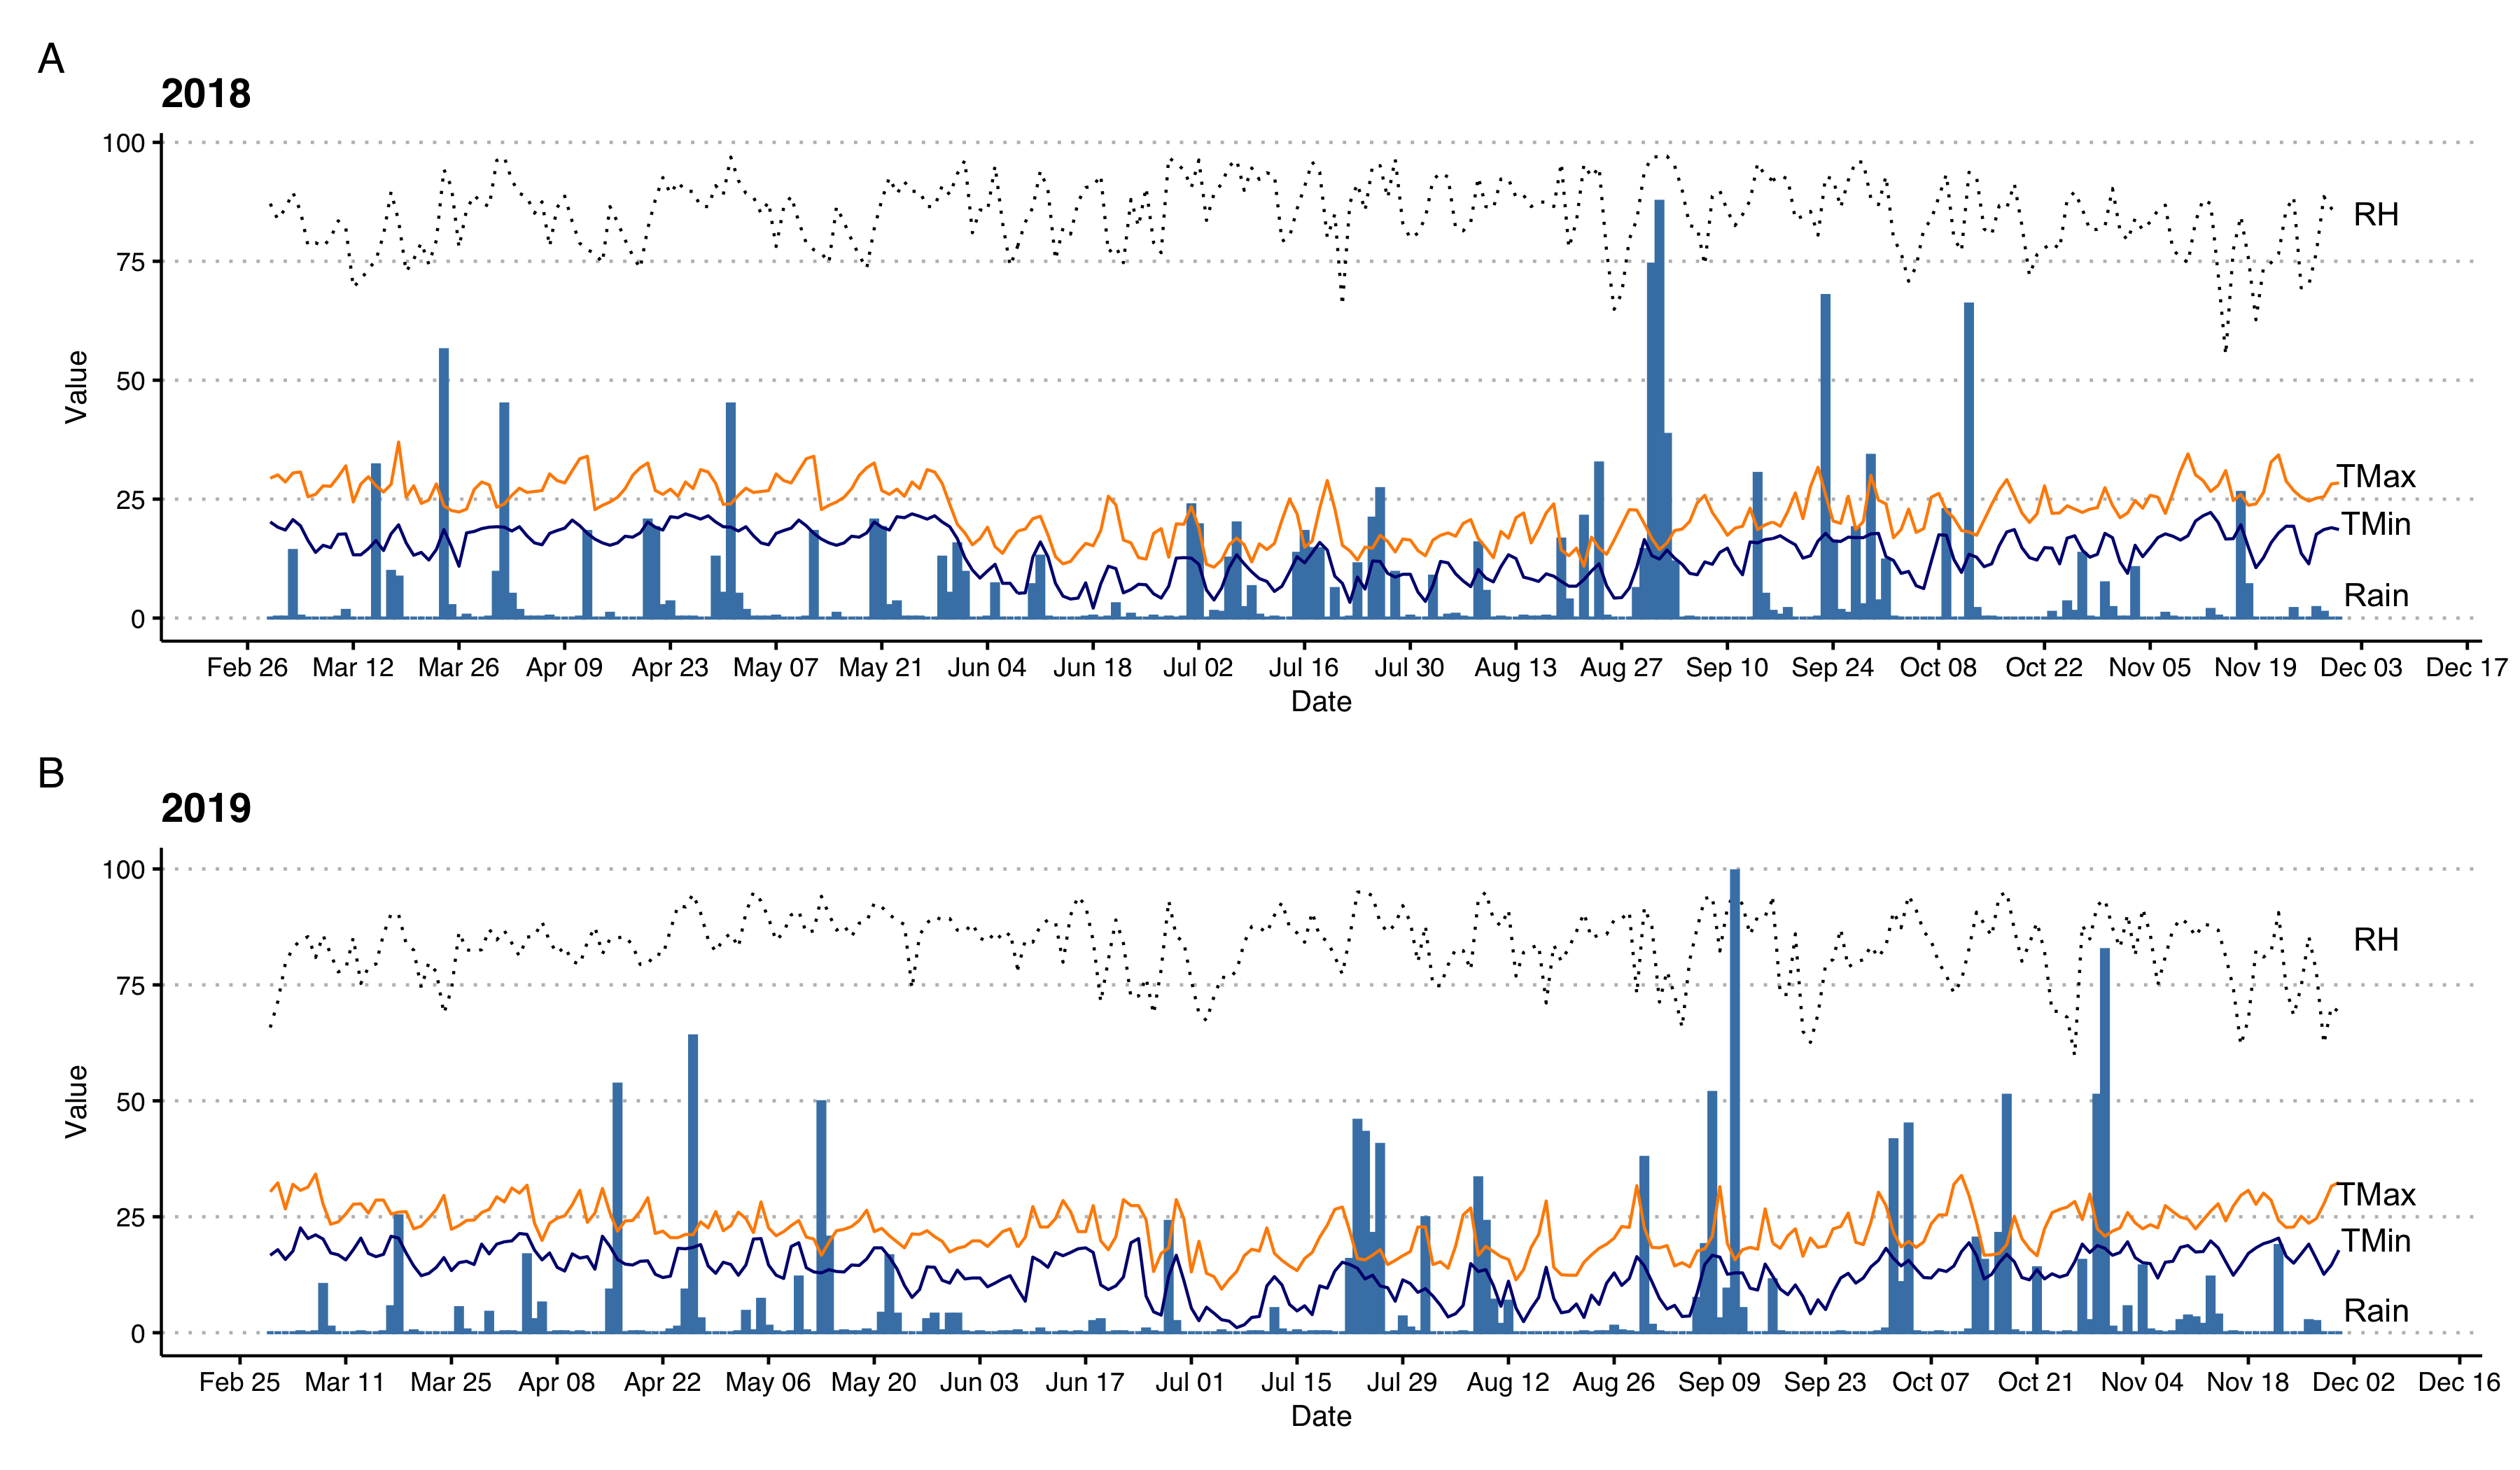 A
2018
100
75
50
25
0
Value
RH
TMax
TMin
Rain
Feb 26 Mar 12 Mar 26 Apr 09 Apr 23 May 07 May 21 Jun 04 Jun 18 Jul 02 Jul 16 Jul 30 Aug 13 Aug 27 Sep 10 Sep 24 Oct 08 Oct 22 Nov 05 Nov 19 Dec 03 Dec 17
Date
B
2019
100
75
50
25
0
Value
RH
TMax
TMin
Rain
Feb 25 Mar 11 Mar 25 Apr 08 Apr 22 May 06 May 20 Jun 03 Jun 17 Jul 01 Jul 15 Jul 29 Aug 12 Aug 26 Sep 09 Sep 23 Oct 07 Oct 21 Nov 04 Nov 18 Dec 02 Dec 16
Date